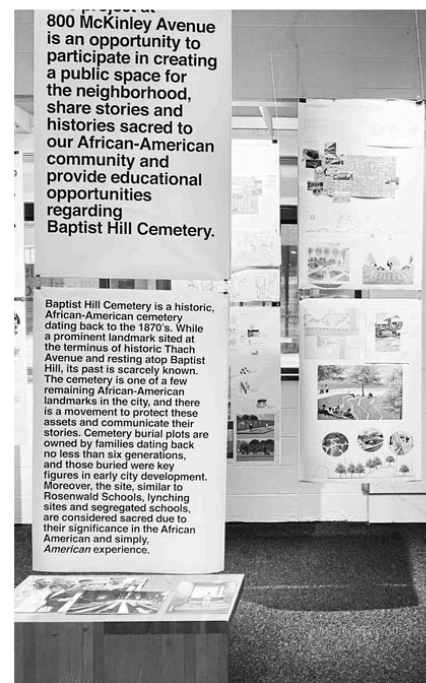 project at
800 McKinley Avenue
is an opportunity to
participate in creating
a public space for
the neighborhood,
share stories and
histories sacred to
our African-American
community and
provide educational
opportunities
regarding
Baptist Hill Cemetery.
Baptist Hill Cemetery is a historic,
African-American cemetery
dating back to the 1870's. While
a prominent landmark sited at
the terminus of historic Thach
Avenue and resting atop Baptist
Hill, its past is scarcely known.
The cemetery is one of a few
remaining African-American
landmarks in the city, and there
is a movement to protect these
assets and communicate their
stories. Cemetery burial plots are
owned by families dating back
no less than six generations,
and those buried were key
figures in early city development.
Moreover, the site, similar to
Rosenwald Schools, lynching
sites and segregated schools,
are considered sacred due to
their significance in the African
American and simply,
American experience.